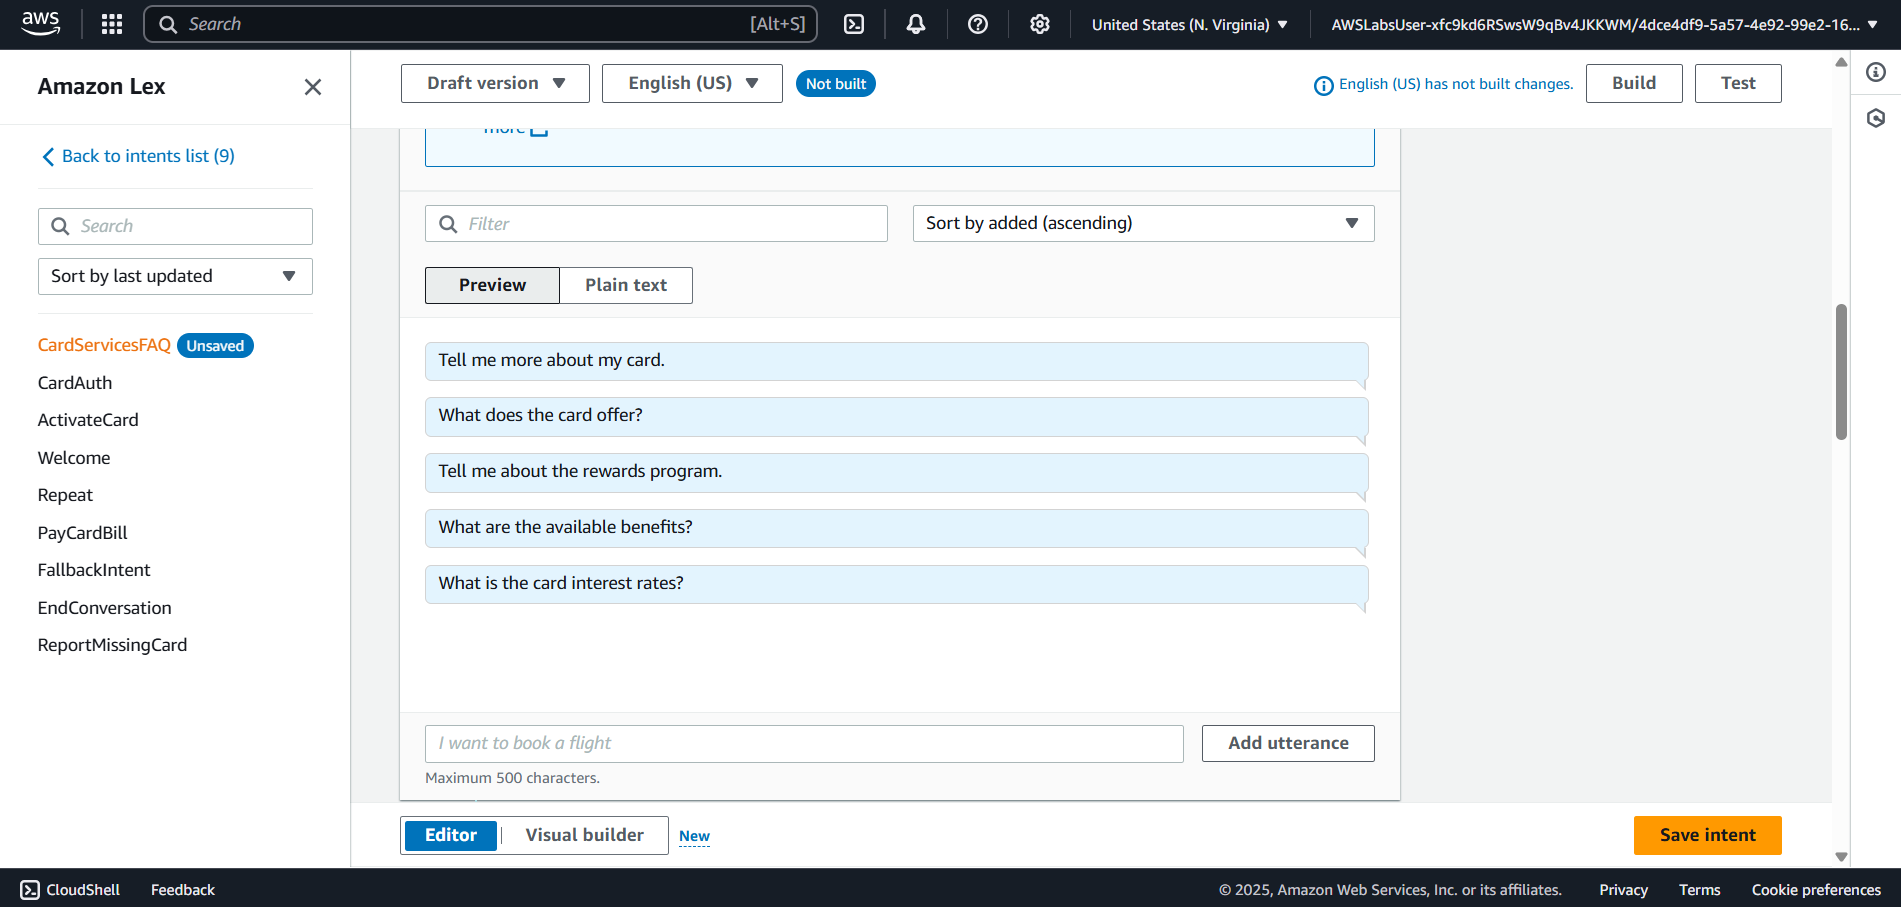 aws
Search [Alt+S]
United States (N. Virginia)
AWSLabsUser-xfc9kd6RSwsW9qBv4JKKWM/4dce4df9-5a57-4e92-99e2-16...
Amazon Lex
Back to intents list (9)
Search
Sort by last updated
CardServicesFAQ Unsaved
CardAuth
ActivateCard
Welcome
Repeat
PayCardBill
FallbackIntent
EndConversation
ReportMissingCard
Draft version
English (US)
Not built
English (US) has not built changes.
Build
Test
more
Filter
Sort by added (ascending)
Preview
Plain text
Tell me more about my card.
What does the card offer?
Tell me about the rewards program.
What are the available benefits?
What is the card interest rates?
I want to book a flight
Add utterance
Maximum 500 characters.
Editor
Visual builder
New
Save intent
CloudShell
Feedback
© 2025, Amazon Web Services, Inc. or its affiliates.
Privacy
Terms
Cookie preferences